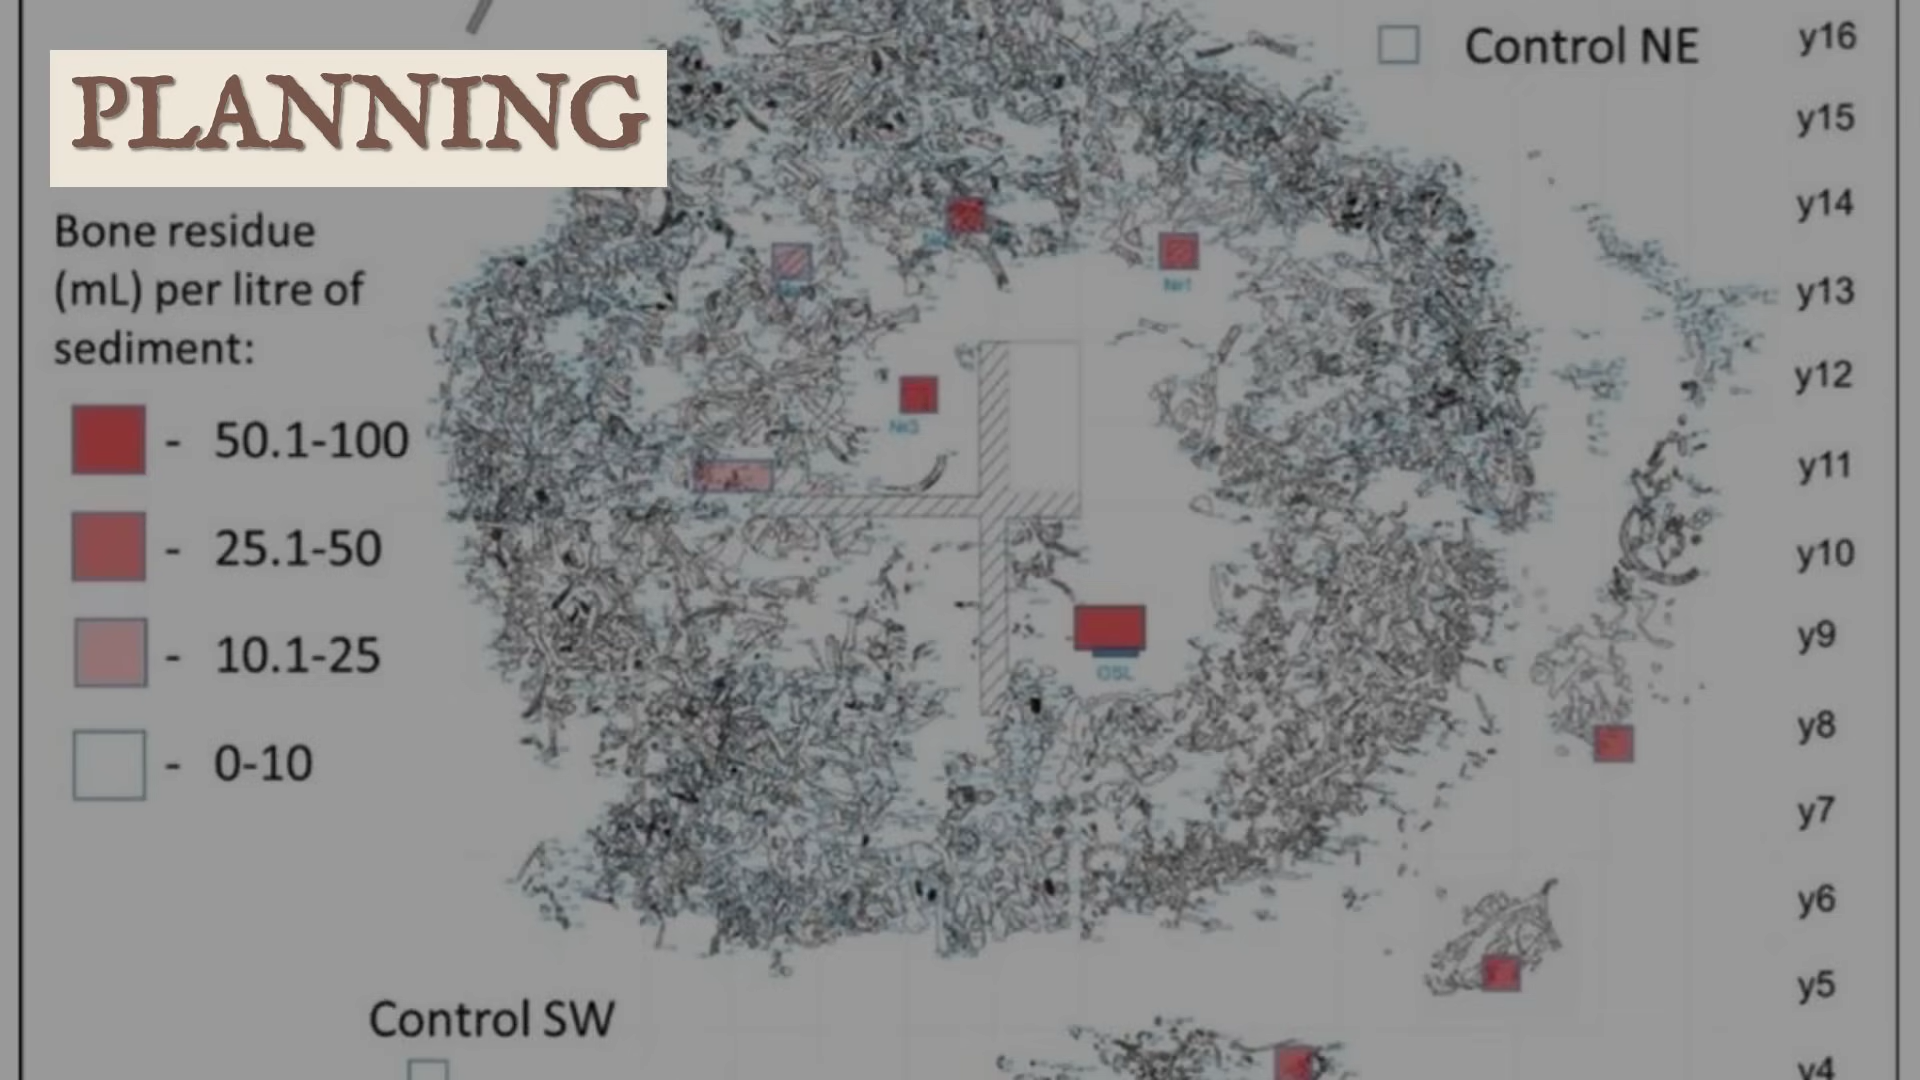 PLANNING
Control NE
Bone residue
(mL) per litre of
sediment:
- 50.1-100
- 25.1-50
- 10.1-25
- 0-10
y16
y15
y14
y13
y12
y11
y10
y9
y8
y7
y6
y5
y4
OSL
Control SW